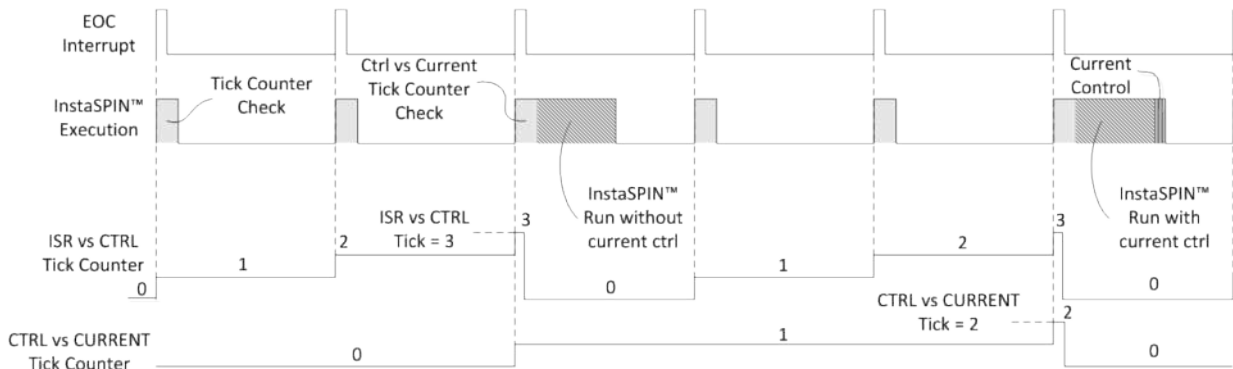 EOC
Interrupt
InstaSPIN™
Execution
Tick Counter
Check
Ctrl vs Current
Tick Counter
Check
Current
Control
InstaSPIN™
Run without
current ctrl
InstaSPIN™
Run with
current ctrl
ISR vs CTRL
Tick Counter
0
1
2
ISR vs CTRL
Tick = 3
3
0
1
2
3
0
CTRL vs CURRENT
Tick Counter
0
1
CTRL vs CURRENT
Tick = 2
2
0